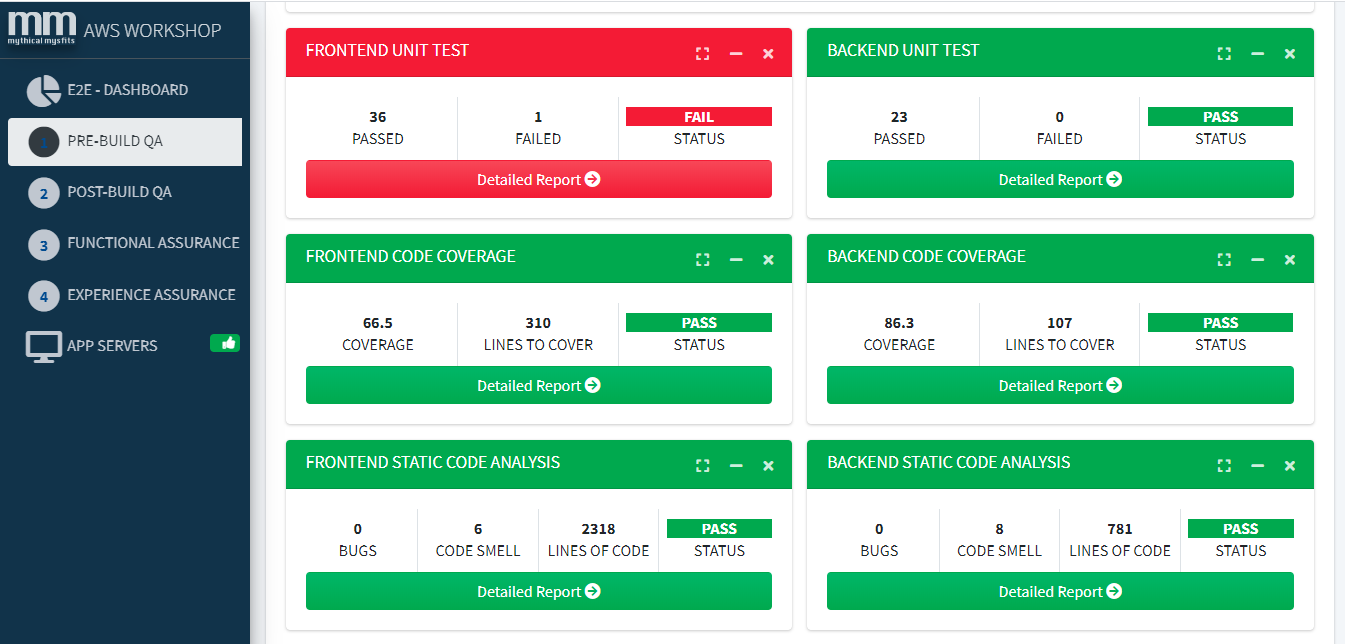 mm
mythical mysfits
AWS WORKSHOP
E2E - DASHBOARD
1 PRE-BUILD QA
2 POST-BUILD QA
3 FUNCTIONAL ASSURANCE
4 EXPERIENCE ASSURANCE
APP SERVERS
FRONTEND UNIT TEST
36 1 FAIL
PASSED FAILED STATUS
Detailed Report
BACKEND UNIT TEST
23 0 PASS
PASSED FAILED STATUS
Detailed Report
FRONTEND CODE COVERAGE
66.5 310 PASS
COVERAGE LINES TO COVER STATUS
Detailed Report
BACKEND CODE COVERAGE
86.3 107 PASS
COVERAGE LINES TO COVER STATUS
Detailed Report
FRONTEND STATIC CODE ANALYSIS
0 6 2318 PASS
BUGS CODE SMELL LINES OF CODE STATUS
Detailed Report
BACKEND STATIC CODE ANALYSIS
0 8 781 PASS
BUGS CODE SMELL LINES OF CODE STATUS
Detailed Report